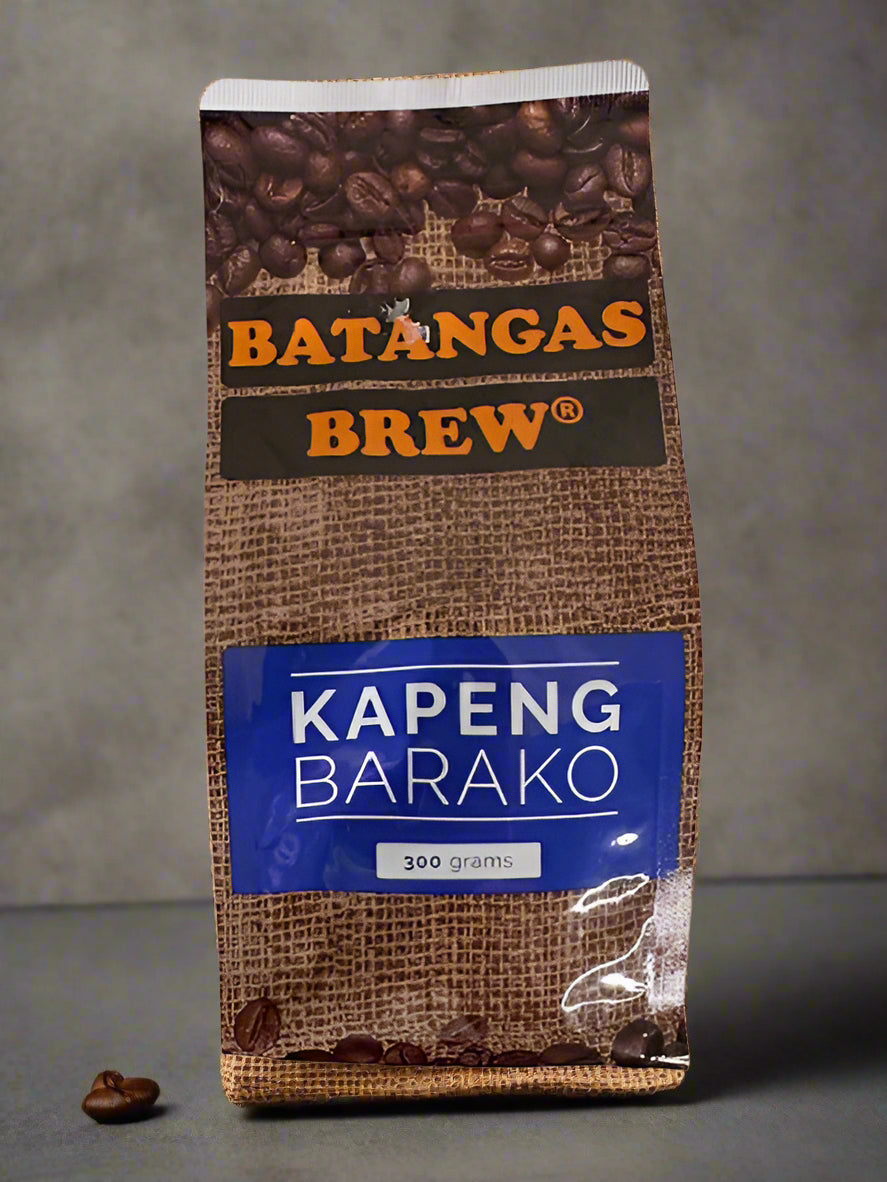 BATANGAS
BREW®
KAPENG
BARAKO
300 grams